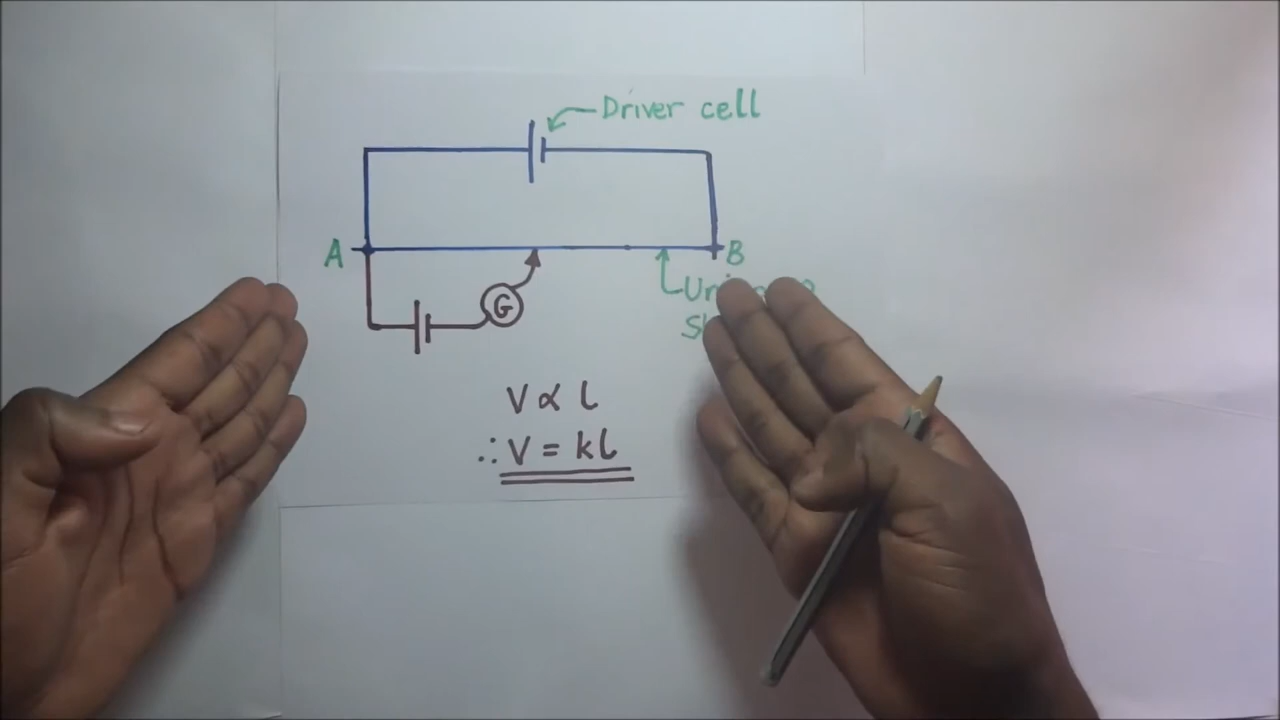 Driver cell
A
B
G
V ∝ l
∴ V = kl